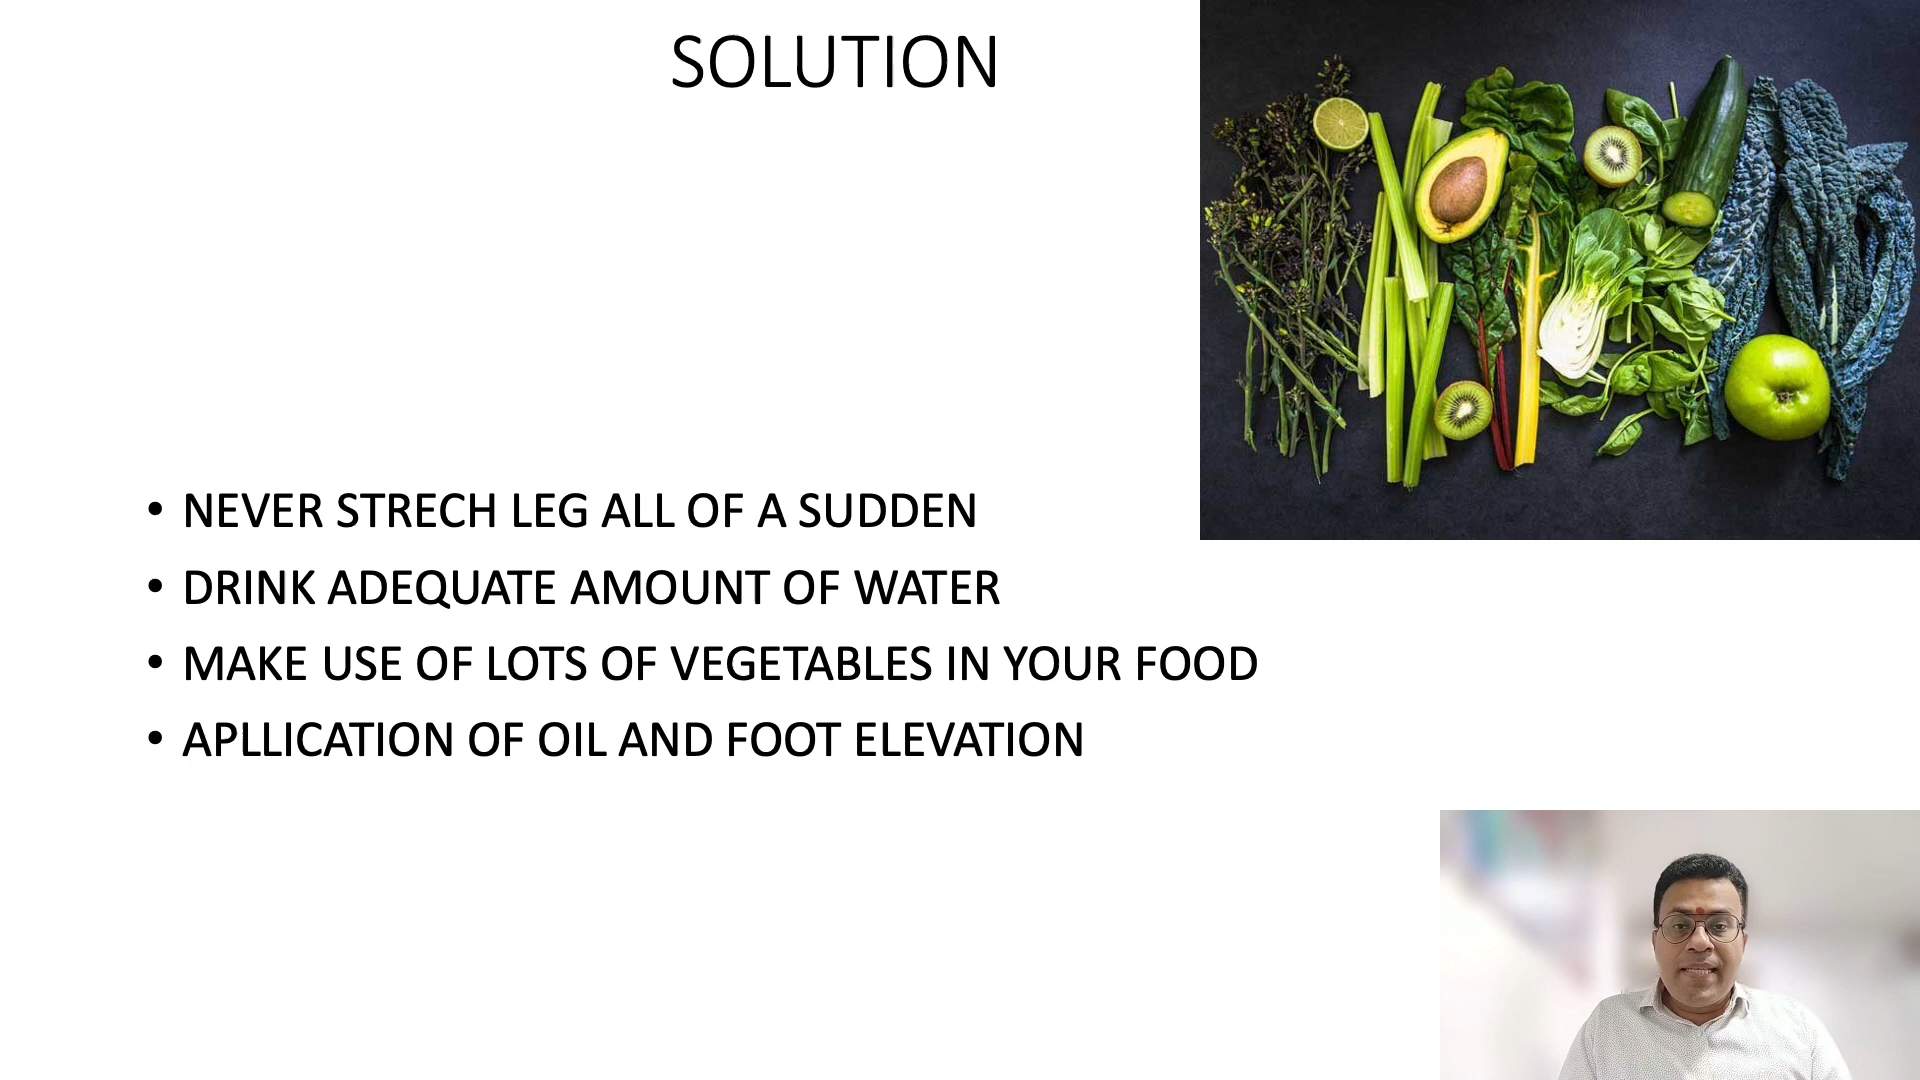 SOLUTION
• NEVER STRECH LEG ALL OF A SUDDEN
• DRINK ADEQUATE AMOUNT OF WATER
• MAKE USE OF LOTS OF VEGETABLES IN YOUR FOOD
• APLLICATION OF OIL AND FOOT ELEVATION